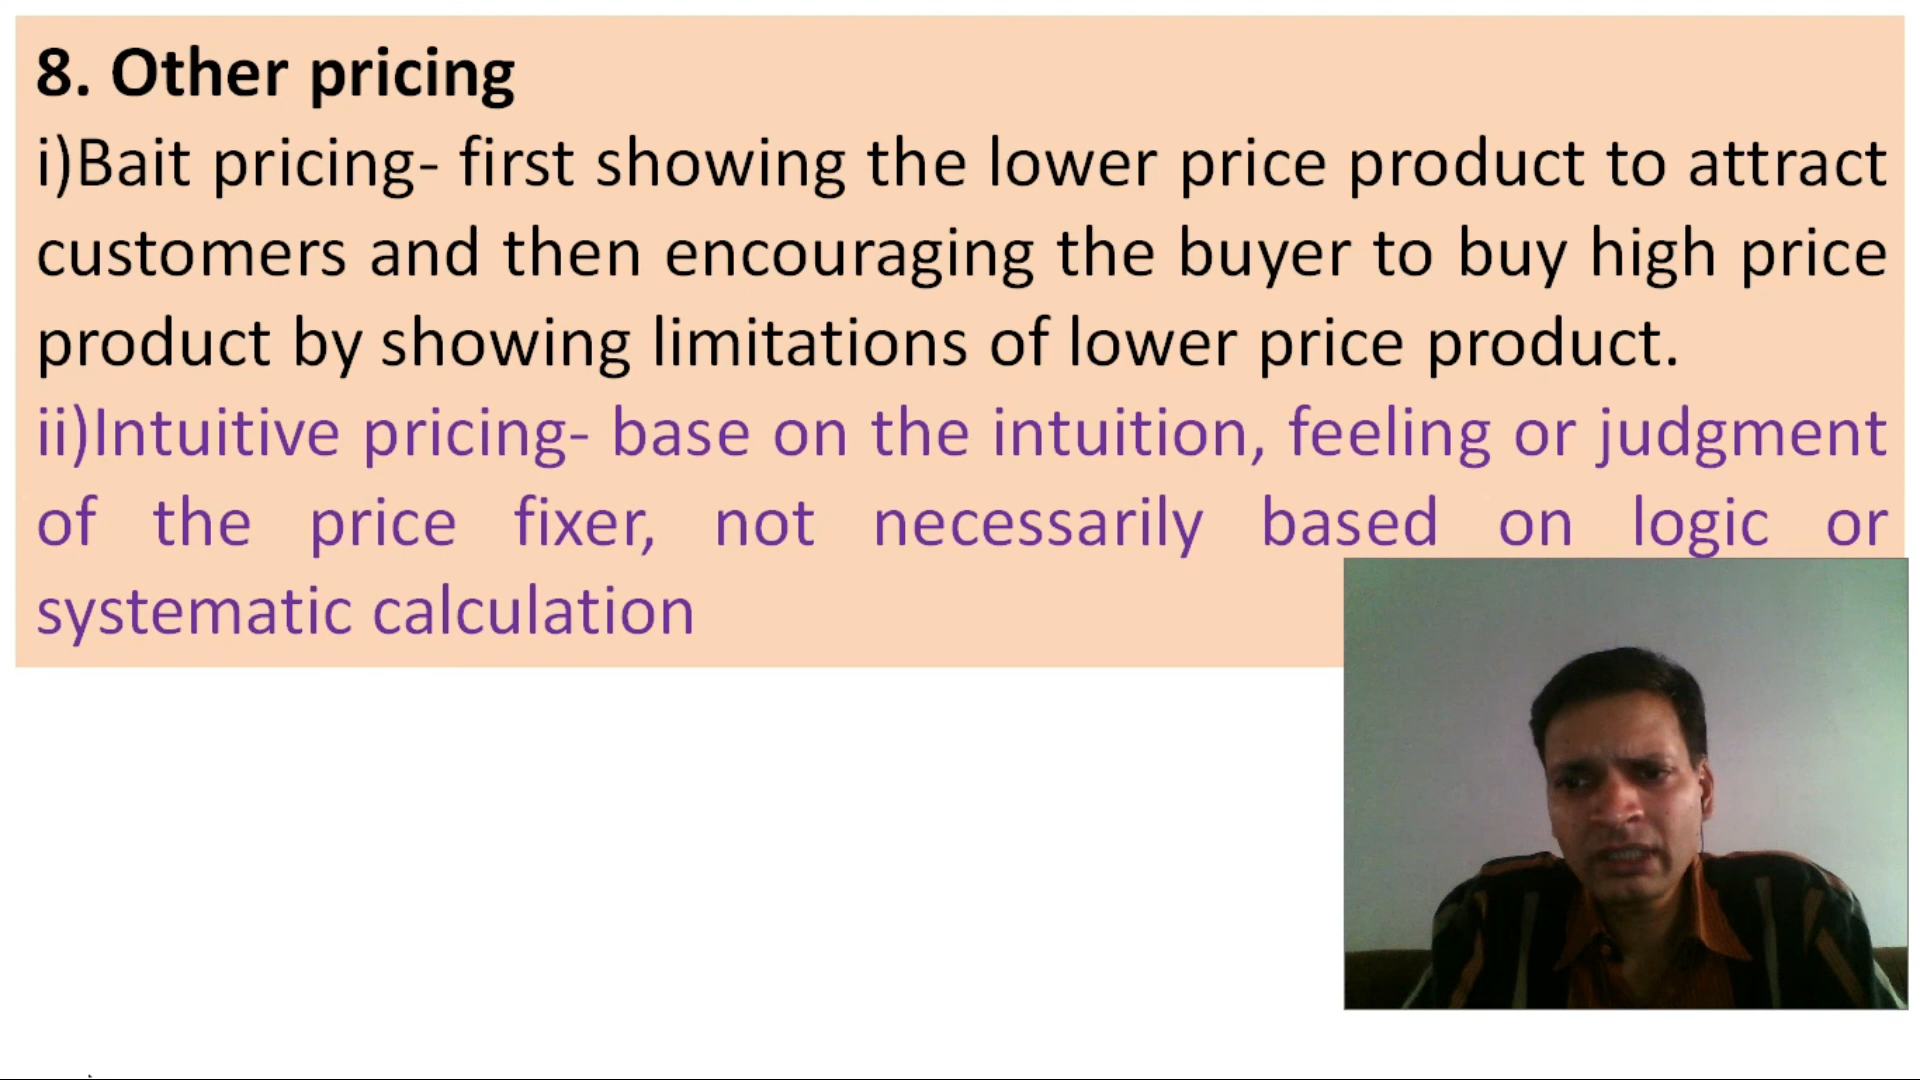 8. Other pricing
i)Bait pricing- first showing the lower price product to attract
customers and then encouraging the buyer to buy high price
product by showing limitations of lower price product.
ii)Intuitive pricing- base on the intuition, feeling or judgment
of the price fixer, not necessarily based on logic or
systematic calculation